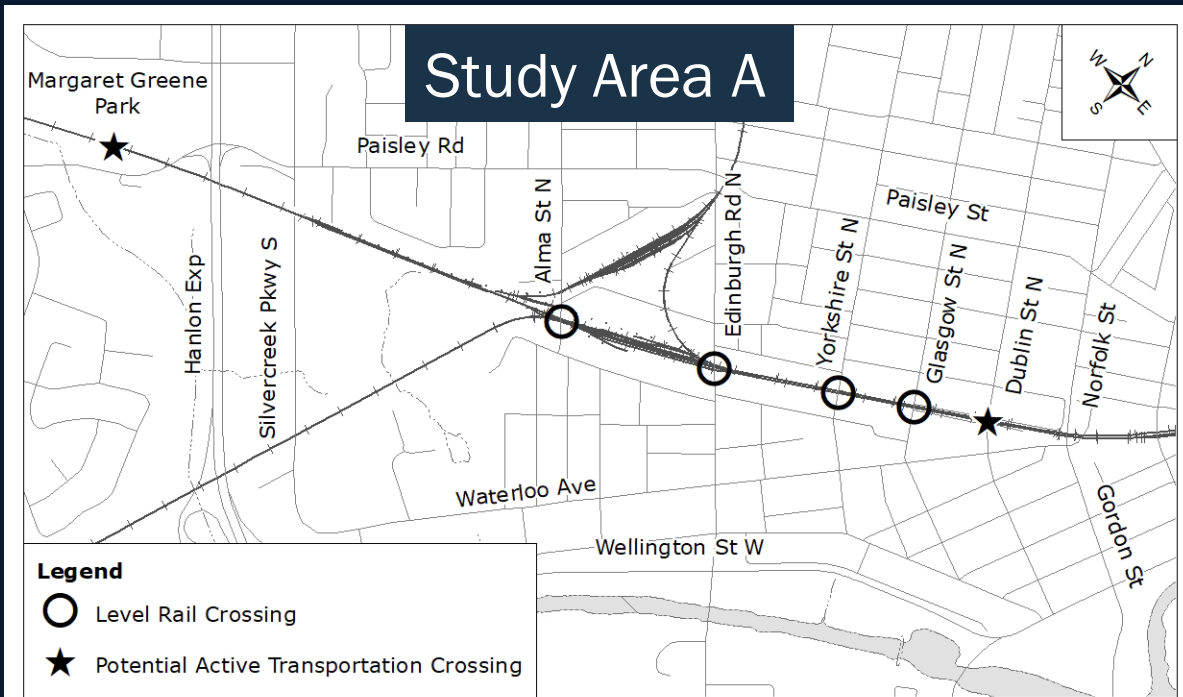 Study Area A
Margaret Greene
Park
W
N
S
E
Paisley Rd
Alma St N
Edinburgh Rd N
Paisley St
Yorkshire St N
Glasgow St N
Dublin St N
Norfolk St
Hanlon Exp
Silvercreek Pkwy S
Waterloo Ave
Wellington St W
Gordon St
Legend
Level Rail Crossing
Potential Active Transportation Crossing